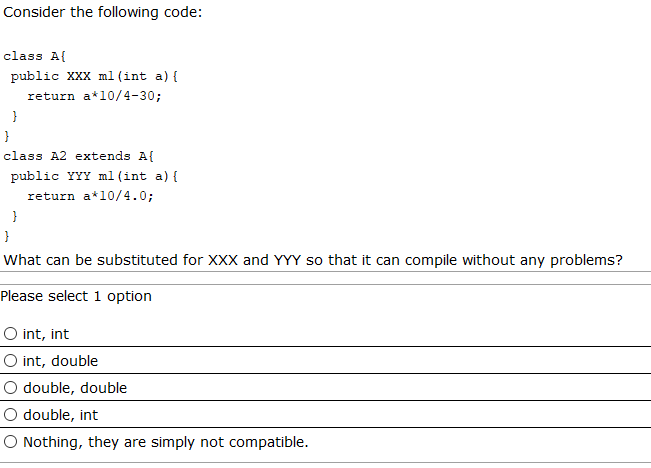 Consider the following code:
class A{
public XXX m1(int a){
return a*10/4-30;
}
}
class A2 extends A{
public YYY m1(int a){
return a*10/4.0;
}
}
What can be substituted for XXX and YYY so that it can compile without any problems?
Please select 1 option
int, int
int, double
double, double
double, int
Nothing, they are simply not compatible.